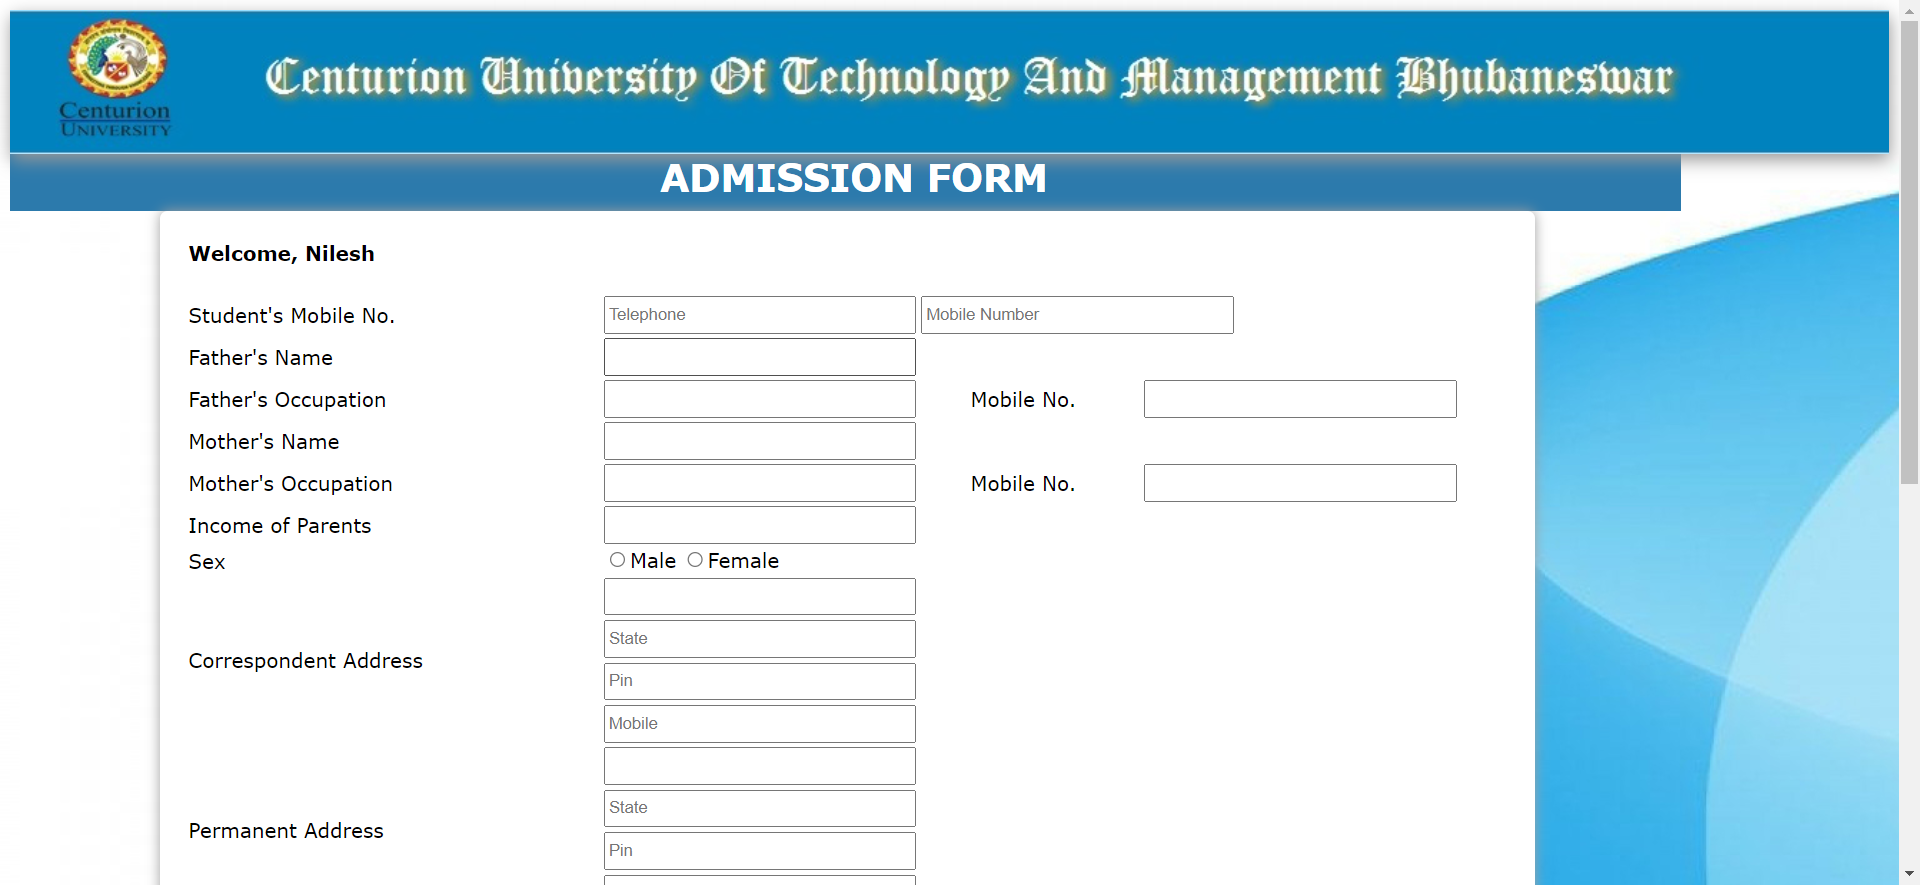 Centurion
UNIVERSITY
Centurion University Of Technology And Management Bhubaneswar
ADMISSION FORM
Welcome, Nilesh
Student's Mobile No. Telephone Mobile Number
Father's Name
Father's Occupation Mobile No.
Mother's Name
Mother's Occupation Mobile No.
Income of Parents
Sex Male Female
Correspondent Address
State
Pin
Mobile
Permanent Address
State
Pin